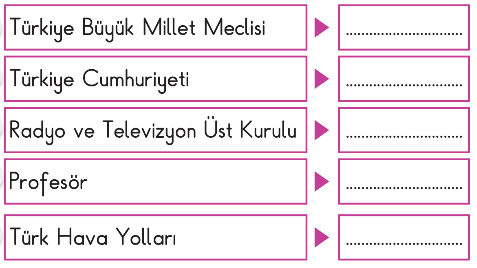 Türkiye Büyük Millet Meclisi ..............................
Türkiye Cumhuriyeti ..............................
Radyo ve Televizyon Üst Kurulu ..............................
Profesör ..............................
Türk Hava Yolları ..............................